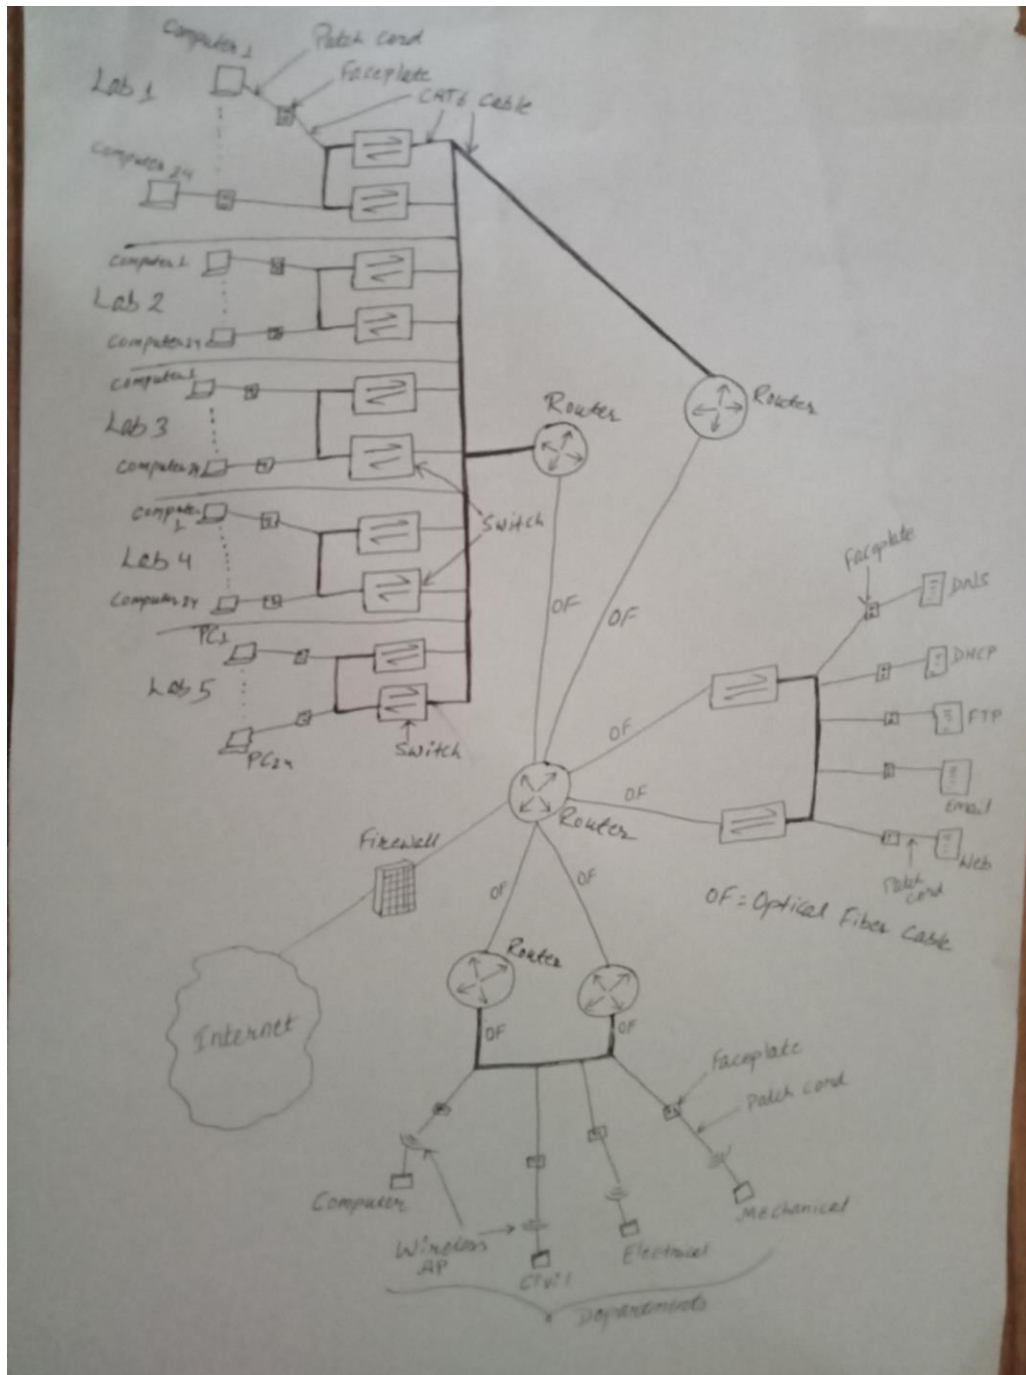 Computer 1
Patch cord
Faceplate
CAT6 Cable
Lab 1
Computer 24
Computer 1
Lab 2
Computer 24
Computer 1
Lab 3
Computer 24
Router
Router
Switch
Computer 1
Lab 4
Computer 24
PC1
Lab 5
PC24
Switch
OF
OF
Faceplate
DNS
DHCP
FTP
Email
Web
Patch cord
OF
OF
Router
OF = Optical Fiber Cable
Firewall
Internet
OF
OF
Router
OF
OF
Faceplate
Patch cord
Computer
Wireless AP
Civil
Electrical
Mechanical
Departments